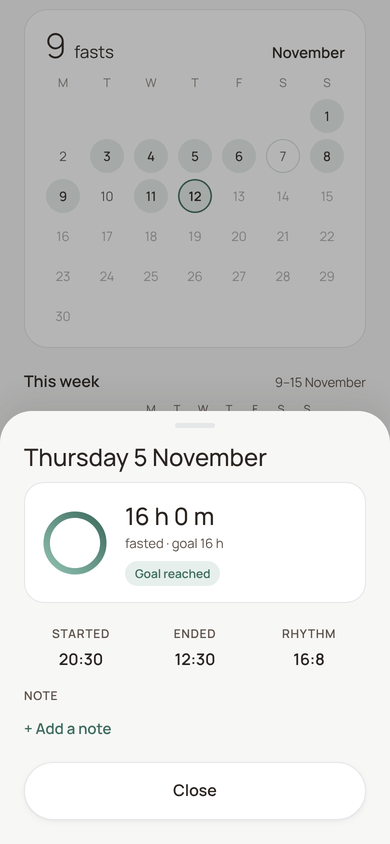 9 fasts November
M T W T F S S
1
2 3 4 5 6 7 8
9 10 11 12 13 14 15
16 17 18 19 20 21 22
23 24 25 26 27 28 29
30
This week 9–15 November
M T W T F S S
Thursday 5 November
16 h 0 m
fasted · goal 16 h
Goal reached
STARTED ENDED RHYTHM
20:30 12:30 16:8
NOTE
+ Add a note
Close